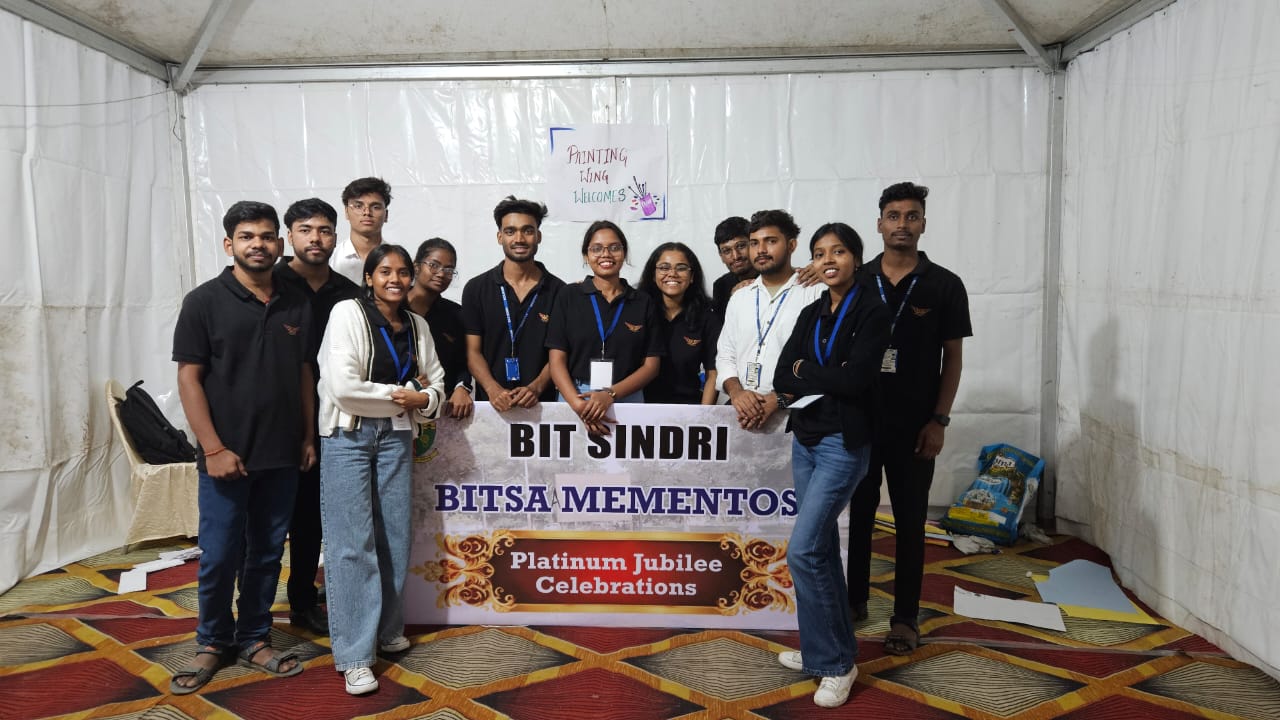 PAINTING
WING
WELCOMES
BIT SINDRI
BITSA MEMENTOS
Platinum Jubilee
Celebrations